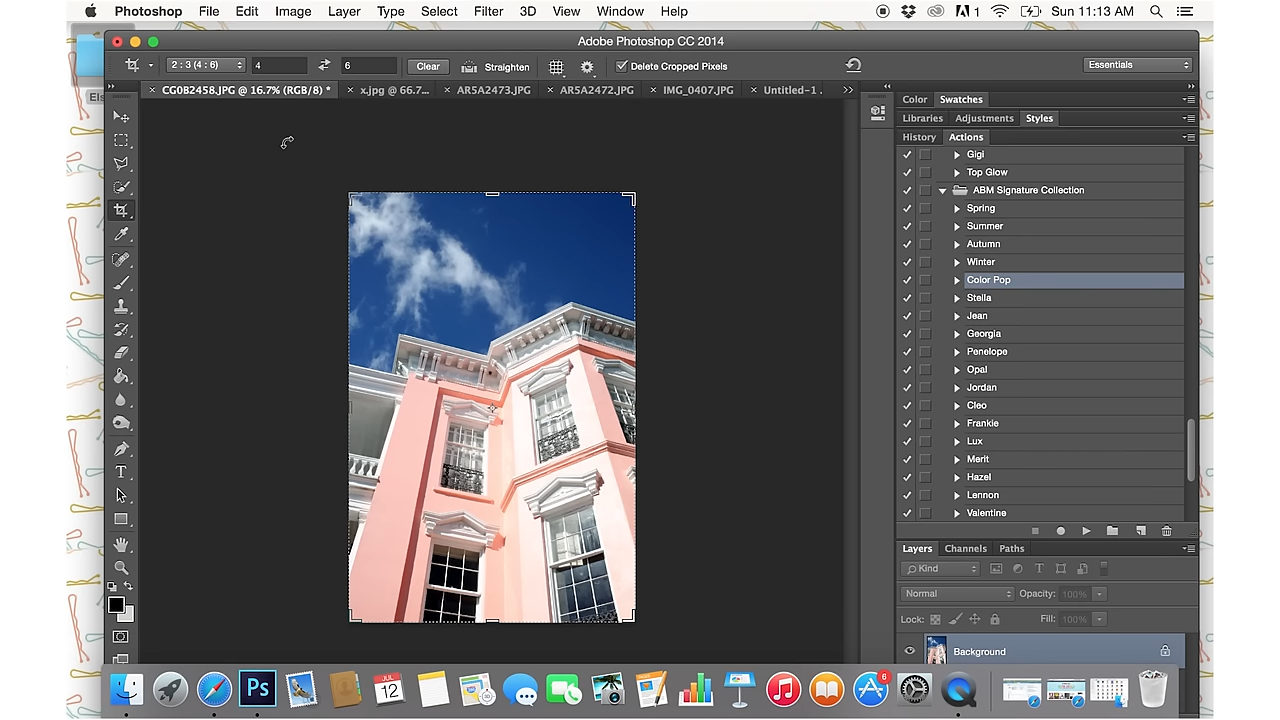 Photoshop File Edit Image Layer Type Select Filter 3D View Window Help 1 Sun 11:13 AM
Adobe Photoshop CC 2014
2 : 3 (4 : 6) 4 6 Clear Straighten Delete Cropped Pixels Essentials
CG0B2458.JPG @ 16.7% (RGB/8) * x.jpg @ 66.7... AR5A2473.JPG AR5A2472.JPG IMG_0407.JPG Untitled-1 .
Els
Color Swatches
Libraries Adjustments Styles
History Actions
Gigi
Top Glow
ABM Signature Collection
Spring
Summer
Autumn
Winter
Color Pop
Stella
Jean
Georgia
Penelope
Opal
Jordan
Cleo
Frankie
Lux
Merit
Hazel
Lennon
Valentine
Layers Channels Paths
Kind
Normal Opacity: 100%
Lock: Fill: 100%
Background
Ps
JUL
12
6